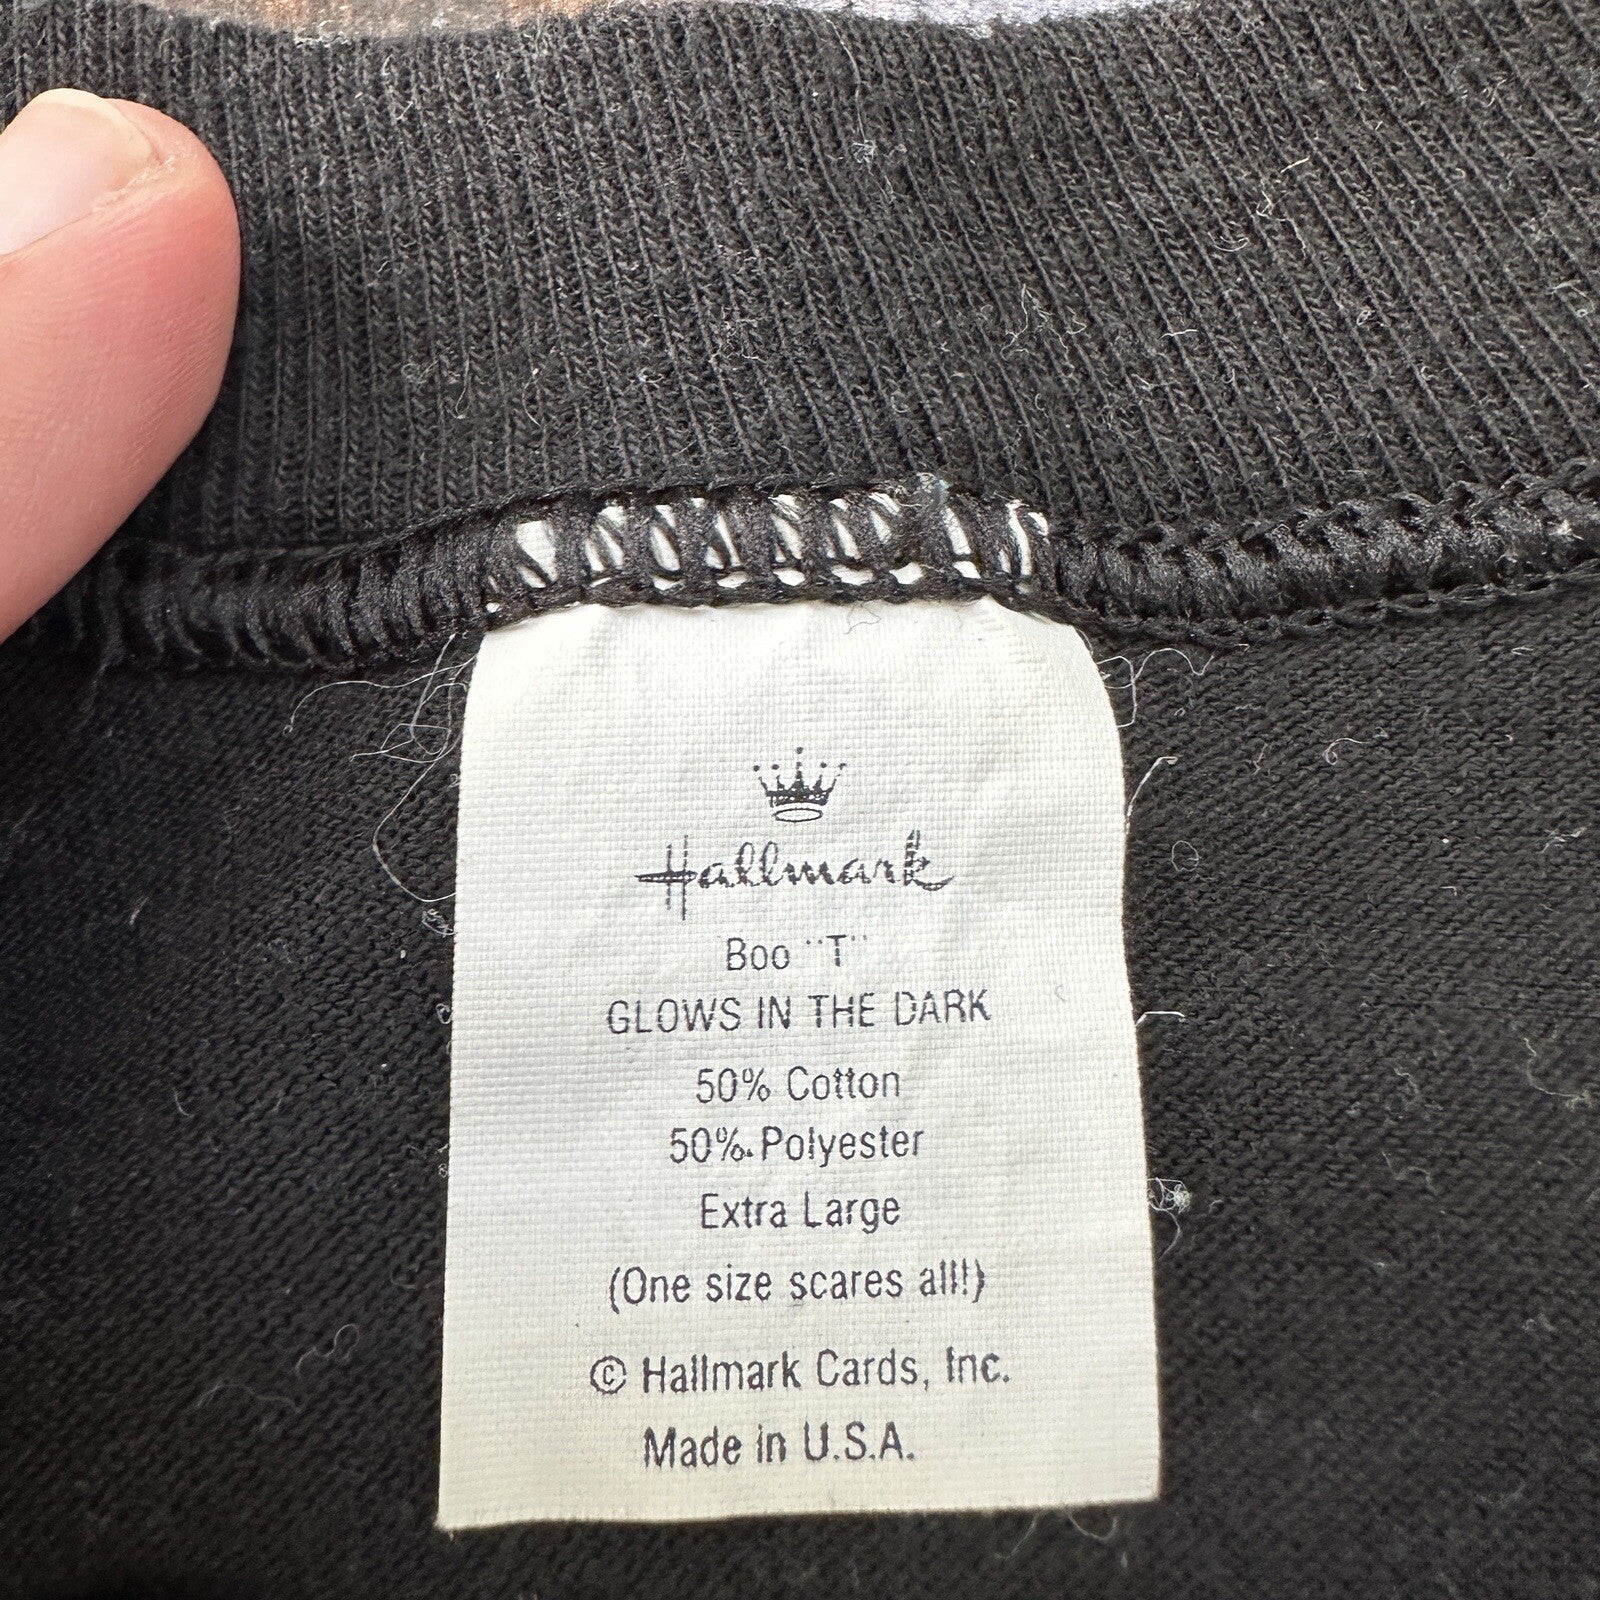 Hallmark
Boo "T"
GLOWS IN THE DARK
50% Cotton
50% Polyester
Extra Large
(One size scares all!)
© Hallmark Cards, Inc.
Made in U.S.A.